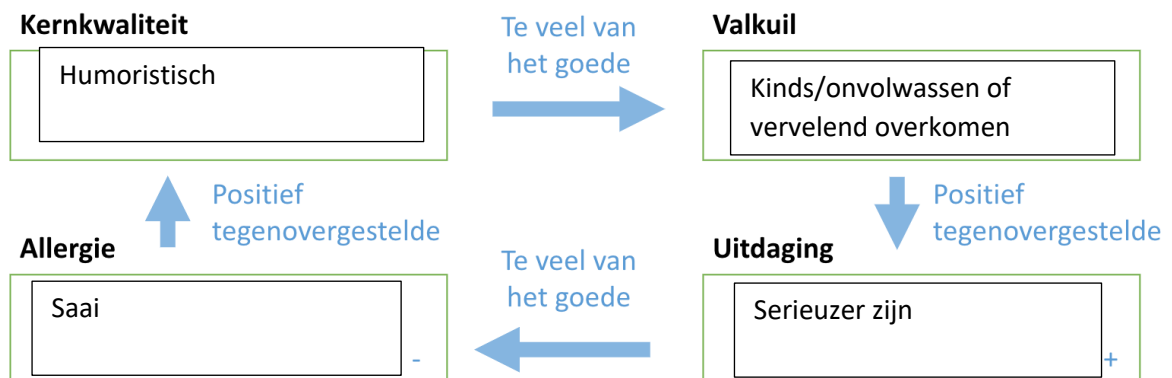 Kernkwaliteit
Te veel van
het goede
Valkuil
Humoristisch
Kinds/onvolwassen of
vervelend overkomen
Positief
tegenovergestelde
Positief
tegenovergestelde
Allergie
Te veel van
het goede
Uitdaging
Saai
-
Serieuzer zijn
+